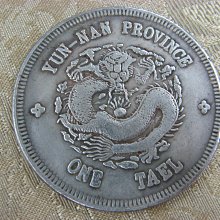 YUN-NAN PROVINCE
ONE TAEL